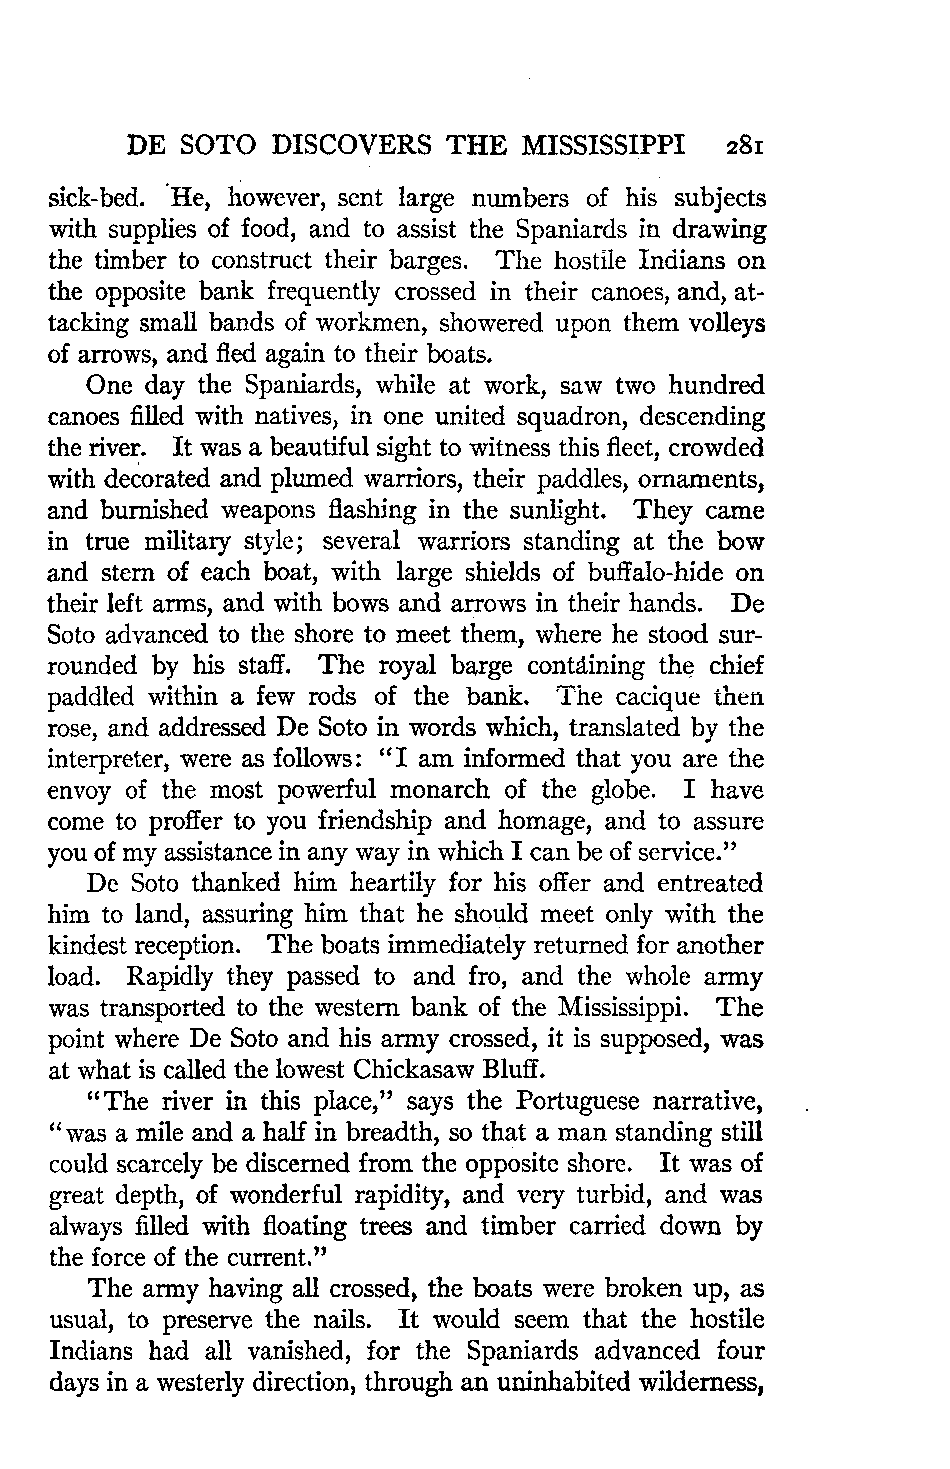 DE SOTO DISCOVERS THE MISSISSIPPI 281
sick-bed. He, however, sent large numbers of his subjects
with supplies of food, and to assist the Spaniards in drawing
the timber to construct their barges. The hostile Indians on
the opposite bank frequently crossed in their canoes, and, at-
tacking small bands of workmen, showered upon them volleys
of arrows, and fled again to their boats.
One day the Spaniards, while at work, saw two hundred
canoes filled with natives, in one united squadron, descending
the river. It was a beautiful sight to witness this fleet, crowded
with decorated and plumed warriors, their paddles, ornaments,
and burnished weapons flashing in the sunlight. They came
in true military style; several warriors standing at the bow
and stern of each boat, with large shields of buffalo-hide on
their left arms, and with bows and arrows in their hands. De
Soto advanced to the shore to meet them, where he stood sur-
rounded by his staff. The royal barge containing the chief
paddled within a few rods of the bank. The cacique then
rose, and addressed De Soto in words which, translated by the
interpreter, were as follows: "I am informed that you are the
envoy of the most powerful monarch of the globe. I have
come to proffer to you friendship and homage, and to assure
you of my assistance in any way in which I can be of service."
De Soto thanked him heartily for his offer and entreated
him to land, assuring him that he should meet only with the
kindest reception. The boats immediately returned for another
load. Rapidly they passed to and fro, and the whole army
was transported to the western bank of the Mississippi. The
point where De Soto and his army crossed, it is supposed, was
at what is called the lowest Chickasaw Bluff.
"The river in this place," says the Portuguese narrative,
"was a mile and a half in breadth, so that a man standing still
could scarcely be discerned from the opposite shore. It was of
great depth, of wonderful rapidity, and very turbid, and was
always filled with floating trees and timber carried down by
the force of the current."
The army having all crossed, the boats were broken up, as
usual, to preserve the nails. It would seem that the hostile
Indians had all vanished, for the Spaniards advanced four
days in a westerly direction, through an uninhabited wilderness,